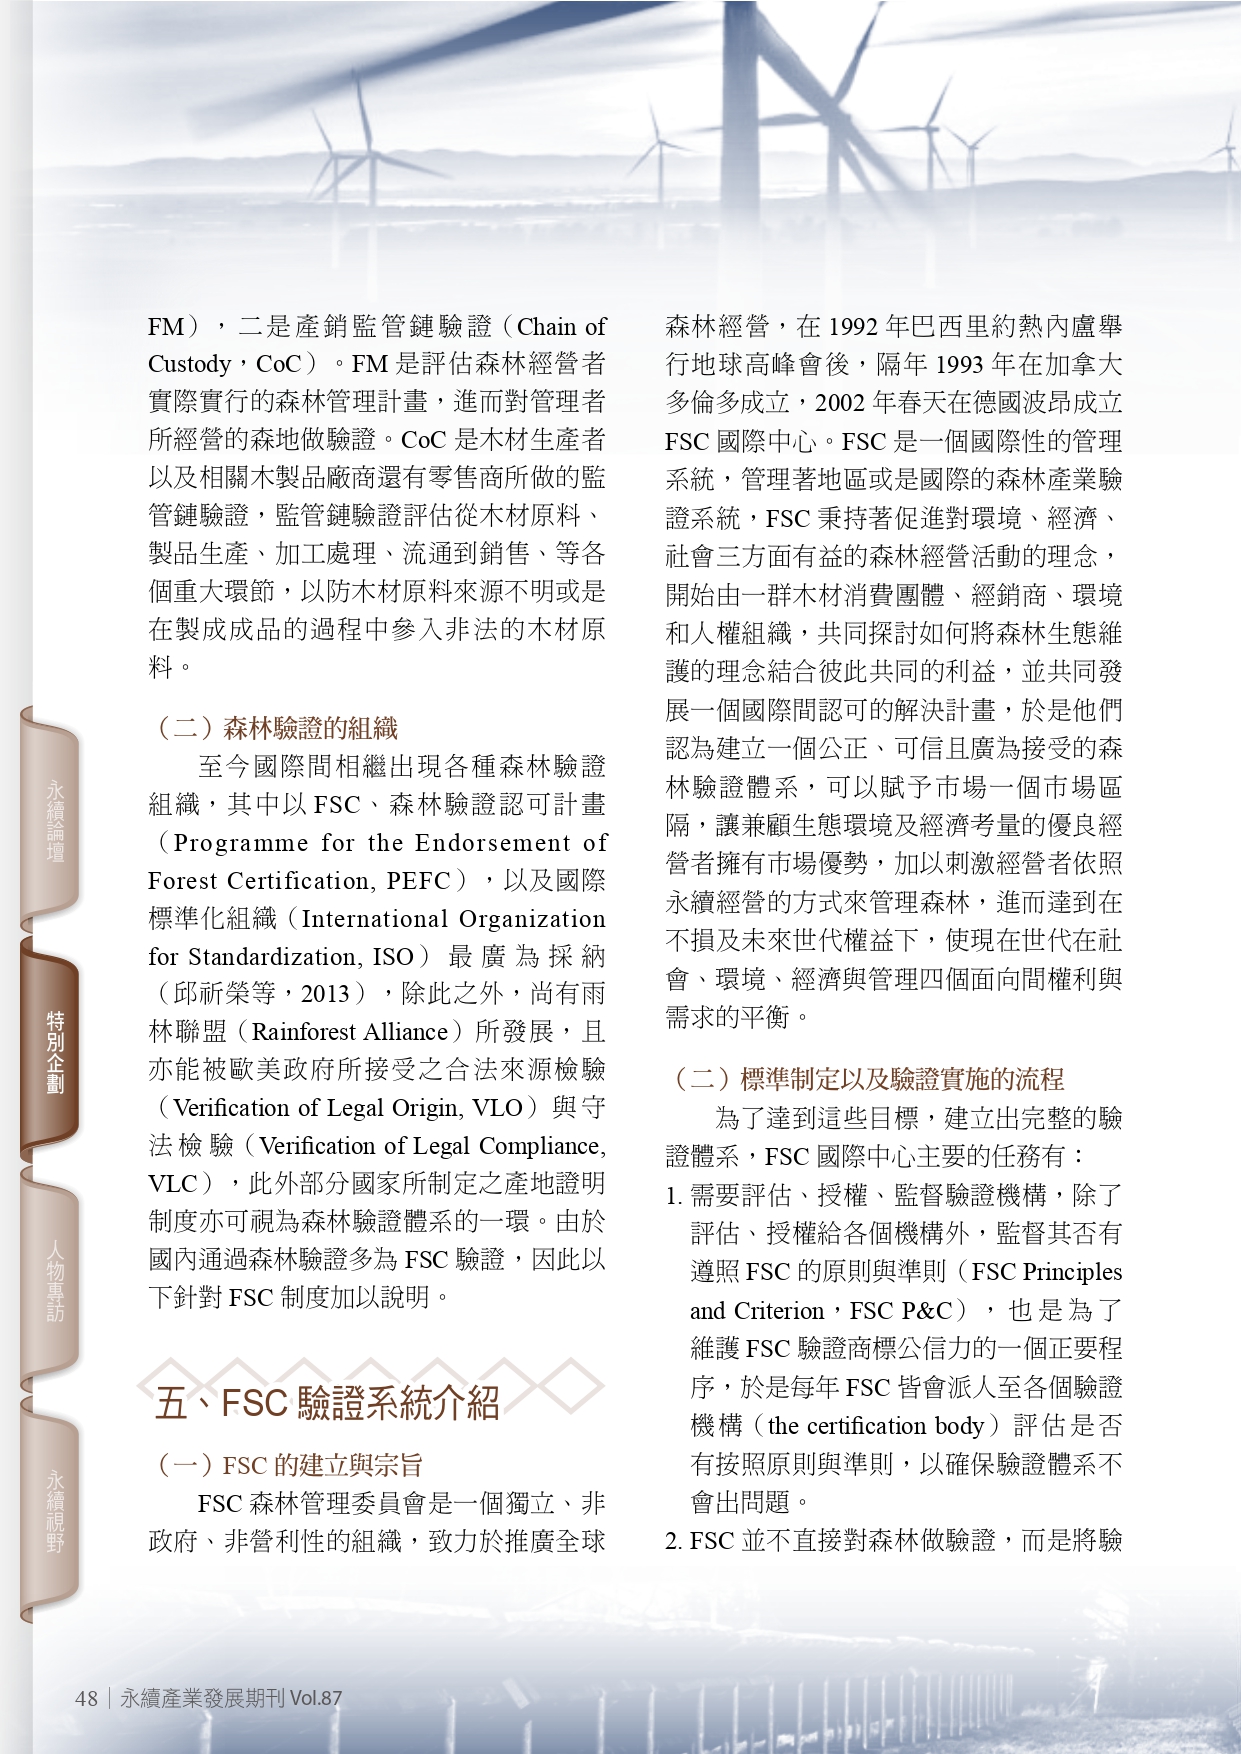 FM），二是產銷監管鏈驗證（Chain of
Custody，CoC）。FM 是評估森林經營者
實際實行的森林管理計畫，進而對管理者
所經營的森地做驗證。CoC 是木材生產者
以及相關木製品廠商還有零售商所做的監
管鏈驗證，監管鏈驗證評估從木材原料、
製品生產、加工處理、流通到銷售、等各
個重大環節，以防木材原料來源不明或是
在製成成品的過程中參入非法的木材原
料。
（二）森林驗證的組織
至今國際間相繼出現各種森林驗證
組織，其中以 FSC、森林驗證認可計畫
（Programme for the Endorsement of
Forest Certification, PEFC），以及國際
標準化組織（International Organization
for Standardization, ISO）最廣為採納
（邱祈榮等，2013），除此之外，尚有雨
林聯盟（Rainforest Alliance）所發展，且
亦能被歐美政府所接受之合法來源檢驗
（Verification of Legal Origin, VLO）與守
法檢驗（Verification of Legal Compliance,
VLC），此外部分國家所制定之產地證明
制度亦可視為森林驗證體系的一環。由於
國內通過森林驗證多為 FSC 驗證，因此以
下針對 FSC 制度加以說明。
五、FSC 驗證系統介紹
（一）FSC 的建立與宗旨
FSC 森林管理委員會是一個獨立、非
政府、非營利性的組織，致力於推廣全球
森林經營，在 1992 年巴西里約熱內盧舉
行地球高峰會後，隔年 1993 年在加拿大
多倫多成立，2002 年春天在德國波昂成立
FSC 國際中心。FSC 是一個國際性的管理
系統，管理著地區或是國際的森林產業驗
證系統，FSC 秉持著促進對環境、經濟、
社會三方面有益的森林經營活動的理念，
開始由一群木材消費團體、經銷商、環境
和人權組織，共同探討如何將森林生態維
護的理念結合彼此共同的利益，並共同發
展一個國際間認可的解決計畫，於是他們
認為建立一個公正、可信且廣為接受的森
林驗證體系，可以賦予市場一個市場區
隔，讓兼顧生態環境及經濟考量的優良經
營者擁有市場優勢，加以刺激經營者依照
永續經營的方式來管理森林，進而達到在
不損及未來世代權益下，使現在世代在社
會、環境、經濟與管理四個面向間權利與
需求的平衡。
（二）標準制定以及驗證實施的流程
為了達到這些目標，建立出完整的驗
證體系，FSC 國際中心主要的任務有：
1. 需要評估、授權、監督驗證機構，除了
評估、授權給各個機構外，監督其否有
遵照 FSC 的原則與準則（FSC Principles
and Criterion，FSC P&C），也是為了
維護 FSC 驗證商標公信力的一個正要程
序，於是每年 FSC 皆會派人至各個驗證
機構（the certification body）評估是否
有按照原則與準則，以確保驗證體系不
會出問題。
2. FSC 並不直接對森林做驗證，而是將驗
永續論壇
特別企劃
人物專訪
永續視野
48 永續產業發展期刊 Vol.87